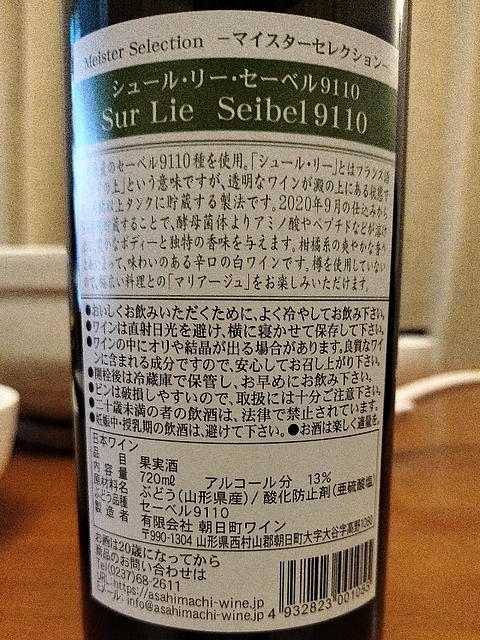 Meister Selection －マイスターセレクション－
シュール・リー・セーベル9110
Sur Lie Seibel9110
のセーベル9110種を使用。「シュール・リー」とはフランス語
の上」という意味ですが、透明なワインが澱の上にある状態で
以上タンクに貯蔵する製法です。2020年9月の仕込みから
貯蔵することで、酵母菌体よりアミノ酸やペプチドなどが溶け
かなボディーと独特の香味を与えます。柑橘系の爽やかな香り
って、味わいのある辛口の白ワインです。樽を使用していない
で、幅広い料理との「マリアージュ」をお楽しみいただけます。
●おいしくお飲みいただくために、よく冷やしてお飲み下さい。
●ワインは直射日光を避け、横に寝かせて保存して下さい。
●ワインの中にオリや結晶が出る場合があります。良質なワイ
ンに含まれる成分ですので、安心してお召し上がり下さい。
●開栓後は冷蔵庫で保管し、お早めにお飲み下さい。
●ビンは破損しやすいので、取扱には十分ご注意下さい。
●二十歳未満の者の飲酒は、法律で禁止されています。
●妊娠中・授乳期の飲酒は、避けて下さい。●お酒は楽しく適量を。
日本ワイン
品目 果実酒
内容量 720mℓ アルコール分 13%
原材料名 ぶどう(山形県産)/酸化防止剤(亜硫酸塩)
ぶどう品種 セーベル9110
製造者 有限会社 朝日町ワイン
〒990-1304 山形県西村山郡朝日町大字大谷字高野1080
お酒は20歳になってから
商品のお問い合わせは
Tel(0237)68-2611
URL:https://asahimachi-wine.jp
Eメール:info@asahimachi-wine.jp
4 932823 001053